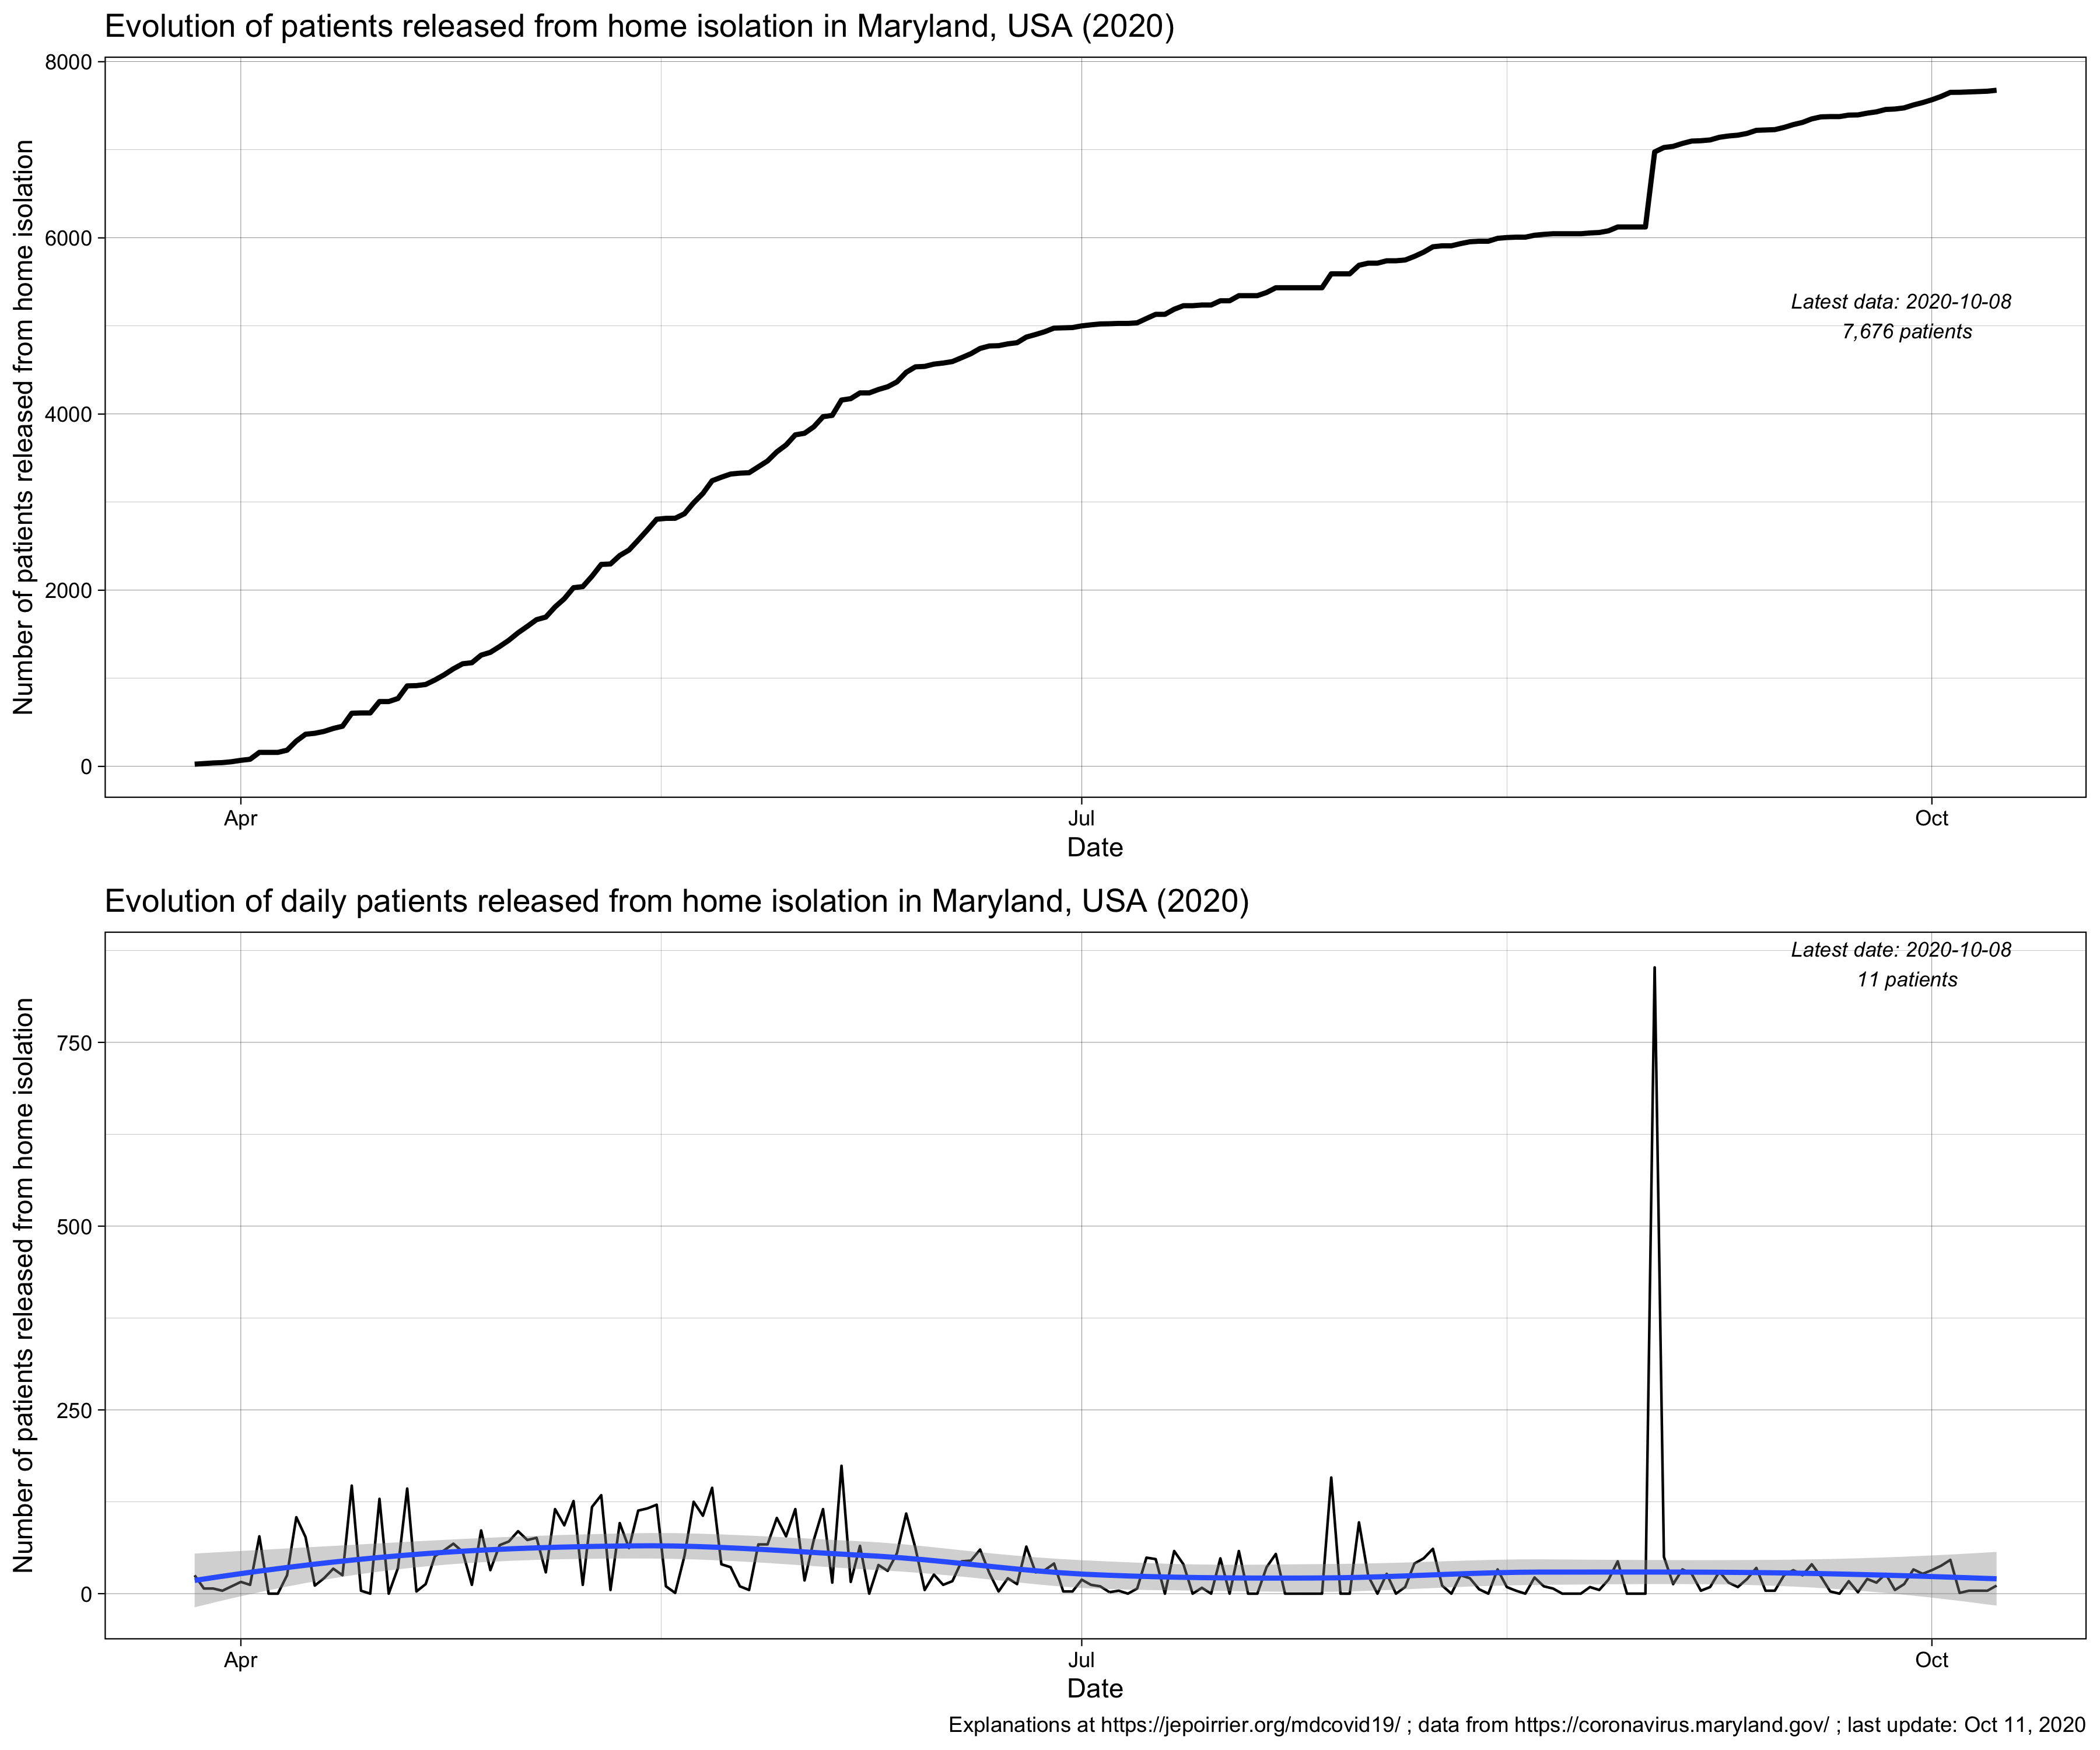 Evolution of patients released from home isolation in Maryland, USA (2020)
Number of patients released from home isolation
8000
6000
4000
2000
0
Latest data: 2020-10-08
7,676 patients
Apr
Jul
Oct
Date
Evolution of daily patients released from home isolation in Maryland, USA (2020)
Number of patients released from home isolation
750
500
250
0
Latest date: 2020-10-08
11 patients
Apr
Jul
Oct
Date
Explanations at https://jepoirrier.org/mdcovid19/ ; data from https://coronavirus.maryland.gov/ ; last update: Oct 11, 2020